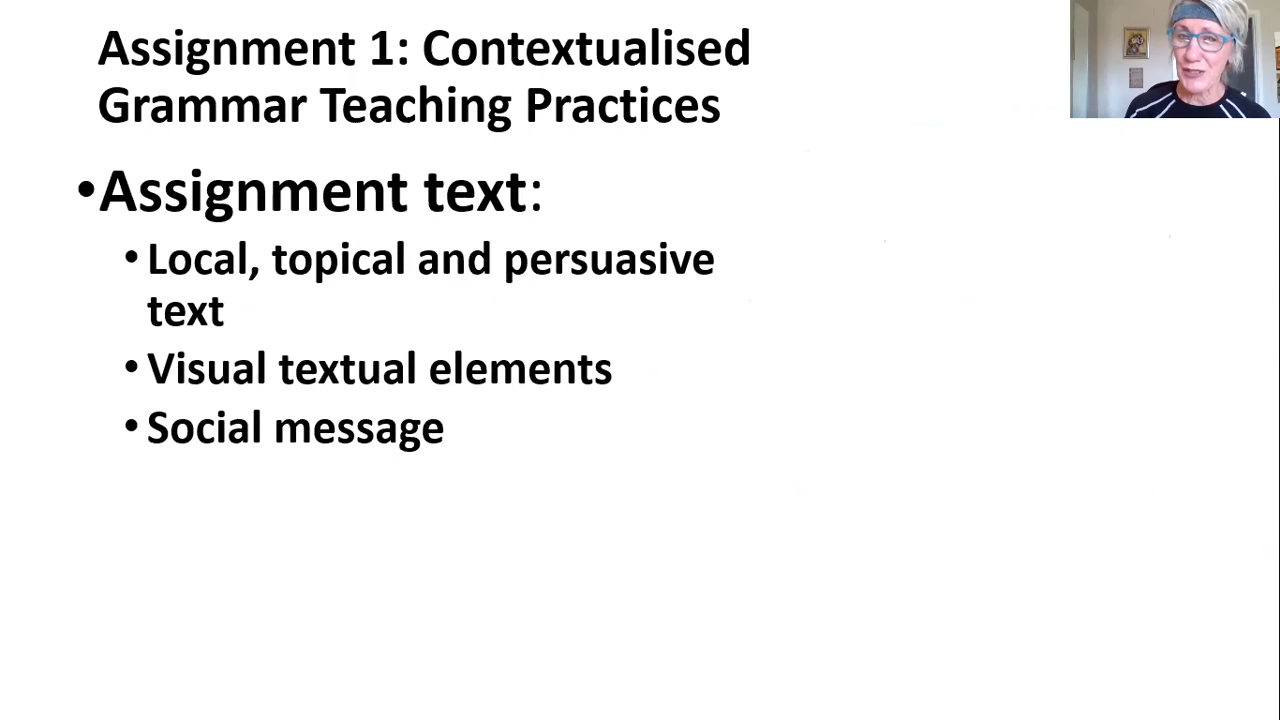 Assignment 1: Contextualised
Grammar Teaching Practices
•Assignment text:
• Local, topical and persuasive
text
• Visual textual elements
• Social message